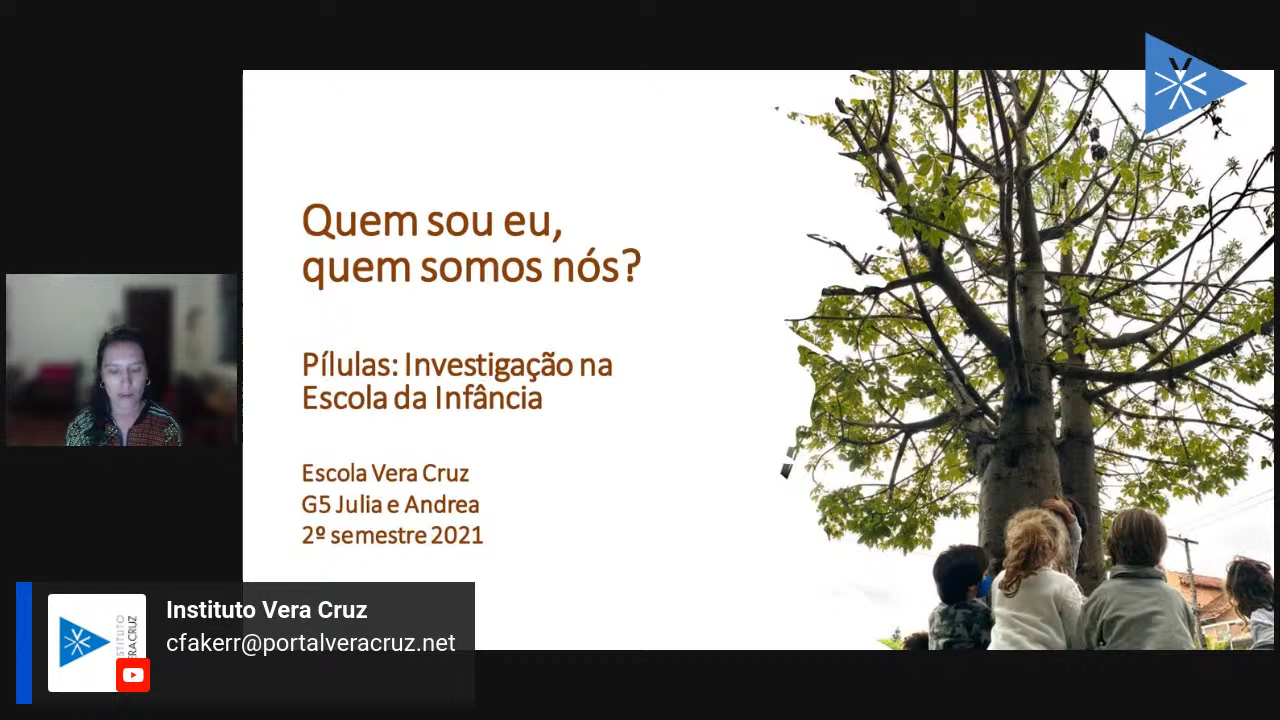 Quem sou eu,
quem somos nós?
Pílulas: Investigação na
Escola da Infância
Escola Vera Cruz
G5 Julia e Andrea
2º semestre 2021
Instituto Vera Cruz
cfakerr@portalveracruz.net